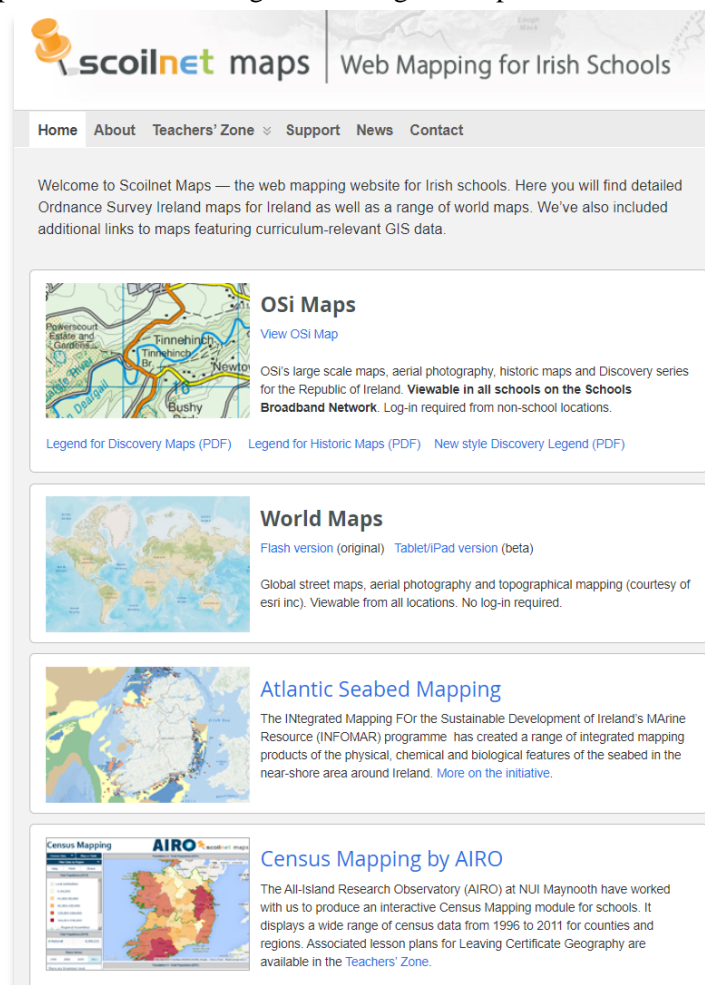 scoilnet maps | Web Mapping for Irish Schools
Home About Teachers' Zone Support News Contact
Welcome to Scoilnet Maps — the web mapping website for Irish schools. Here you will find detailed
Ordnance Survey Ireland maps for Ireland as well as a range of world maps. We've also included
additional links to maps featuring curriculum-relevant GIS data.
Powerscourt
Estate and
Gardens
Tinnehinch
Tinnehinch
Br.
Newto
Bushy
OSi Maps
View OSi Map
OSi's large scale maps, aerial photography, historic maps and Discovery series
for the Republic of Ireland. Viewable in all schools on the Schools
Broadband Network. Log-in required from non-school locations.
Legend for Discovery Maps (PDF) Legend for Historic Maps (PDF) New style Discovery Legend (PDF)
World Maps
Flash version (original) Tablet/iPad version (beta)
Global street maps, aerial photography and topographical mapping (courtesy of
esri inc). Viewable from all locations. No log-in required.
Atlantic Seabed Mapping
The INtegrated Mapping FOr the Sustainable Development of Ireland's MArine
Resource (INFOMAR) programme has created a range of integrated mapping
products of the physical, chemical and biological features of the seabed in the
near-shore area around Ireland. More on the initiative.
Census Mapping
AIRO scoilnet maps
Census Mapping by AIRO
The All-Island Research Observatory (AIRO) at NUI Maynooth have worked
with us to produce an interactive Census Mapping module for schools. It
displays a wide range of census data from 1996 to 2011 for counties and
regions. Associated lesson plans for Leaving Certificate Geography are
available in the Teachers' Zone.